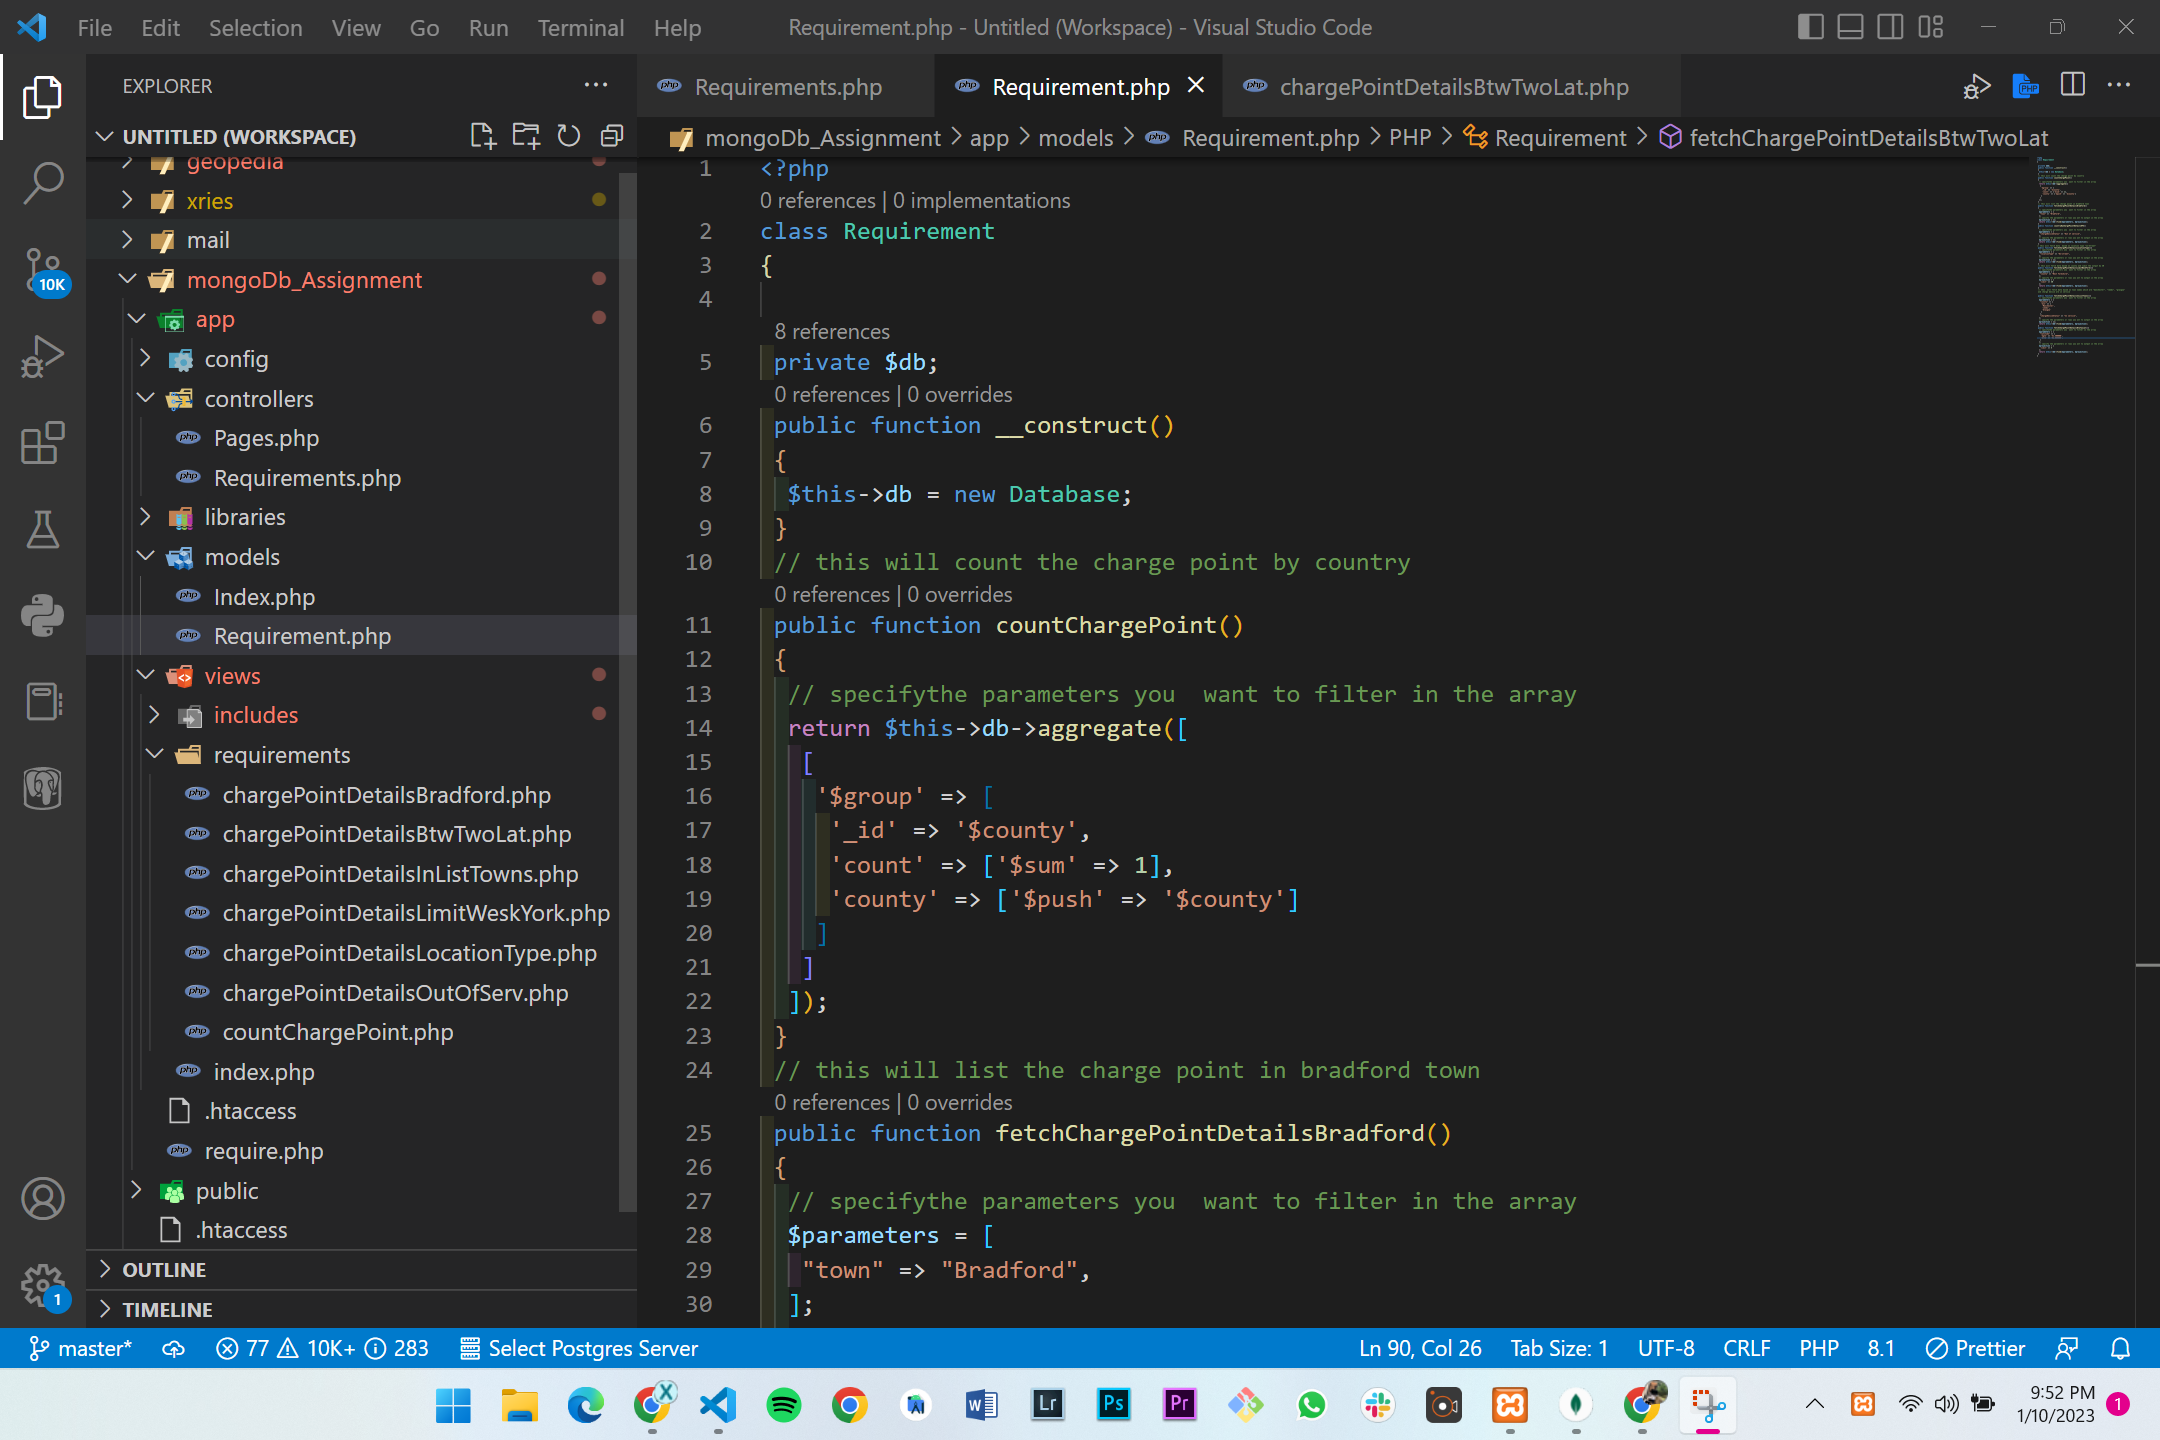 File Edit Selection View Go Run Terminal Help
Requirement.php - Untitled (Workspace) - Visual Studio Code
EXPLORER
UNTITLED (WORKSPACE)
geopedia
xries
mail
mongoDb_Assignment
app
config
controllers
Pages.php
Requirements.php
libraries
models
Index.php
Requirement.php
views
includes
requirements
chargePointDetailsBradford.php
chargePointDetailsBtwTwoLat.php
chargePointDetailsInListTowns.php
chargePointDetailsLimitWeskYork.php
chargePointDetailsLocationType.php
chargePointDetailsOutOfServ.php
countChargePoint.php
index.php
.htaccess
require.php
public
.htaccess
OUTLINE
TIMELINE
10K
1
Requirements.php
Requirement.php
chargePointDetailsBtwTwoLat.php
mongoDb_Assignment > app > models > Requirement.php > PHP > Requirement > fetchChargePointDetailsBtwTwoLat
1 <?php
0 references | 0 implementations
2 class Requirement
3 {
4
8 references
5 private $db;
0 references | 0 overrides
6 public function __construct()
7 {
8 $this->db = new Database;
9 }
10 // this will count the charge point by country
0 references | 0 overrides
11 public function countChargePoint()
12 {
13 // specifythe parameters you  want to filter in the array
14 return $this->db->aggregate([
15 [
16 '$group' => [
17 '_id' => '$county',
18 'count' => ['$sum' => 1],
19 'county' => ['$push' => '$county']
20 ]
21 ]
22 ]);
23 }
24 // this will list the charge point in bradford town
0 references | 0 overrides
25 public function fetchChargePointDetailsBradford()
26 {
27 // specifythe parameters you  want to filter in the array
28 $parameters = [
29 "town" => "Bradford",
30 ];
master* 77 10K+ 283 Select Postgres Server
Ln 90, Col 26 Tab Size: 1 UTF-8 CRLF PHP 8.1 Prettier
Lr Ps Pr
9:52 PM
1/10/2023
1